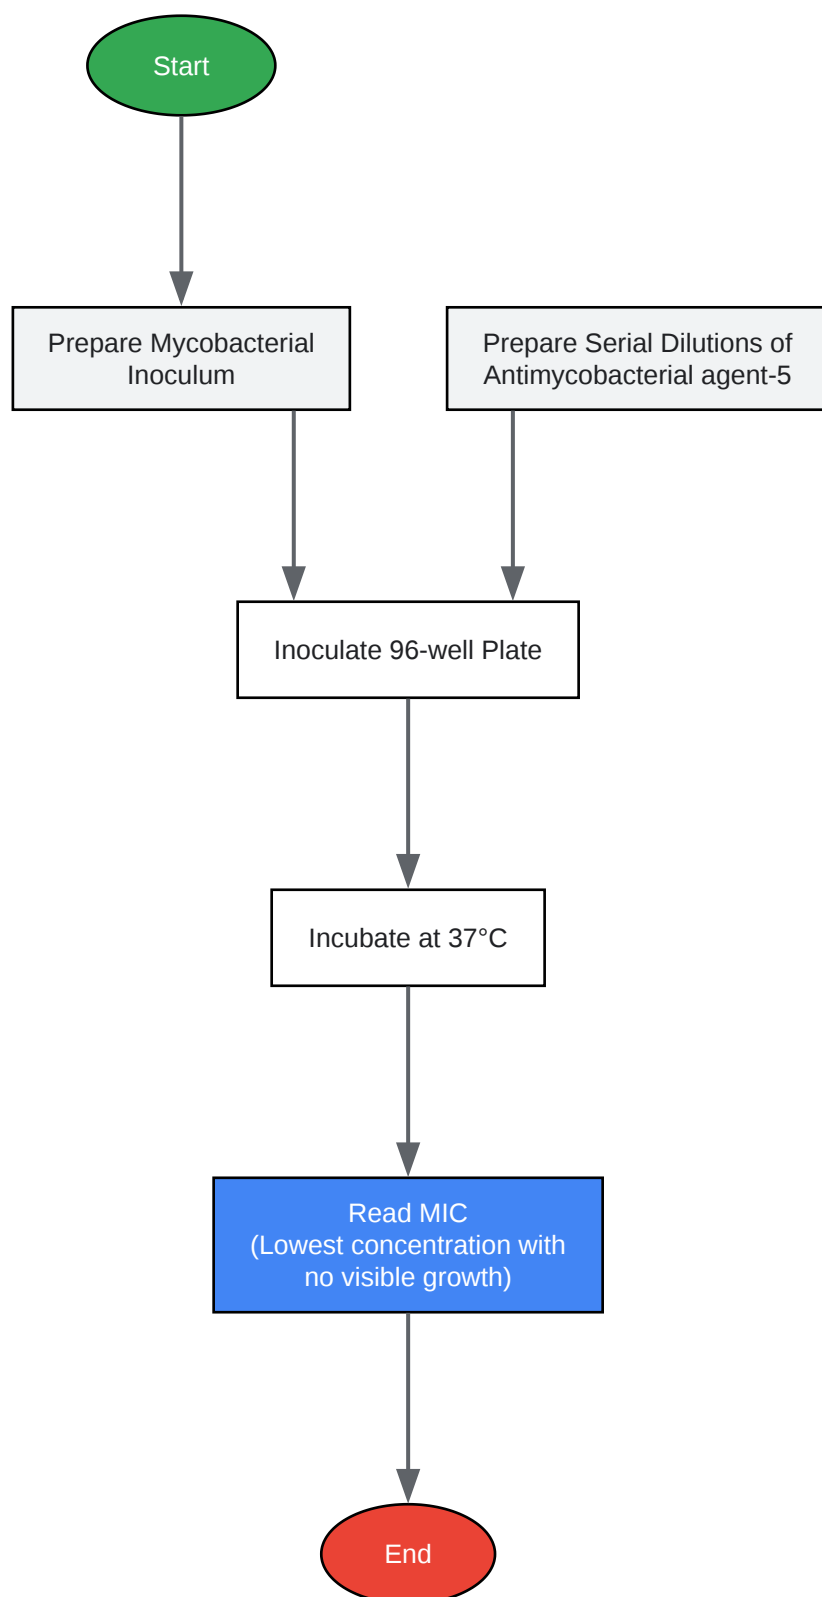 Start
Prepare Mycobacterial
Inoculum
Prepare Serial Dilutions of
Antimycobacterial agent-5
Inoculate 96-well Plate
Incubate at 37°C
Read MIC
(Lowest concentration with
no visible growth)
End